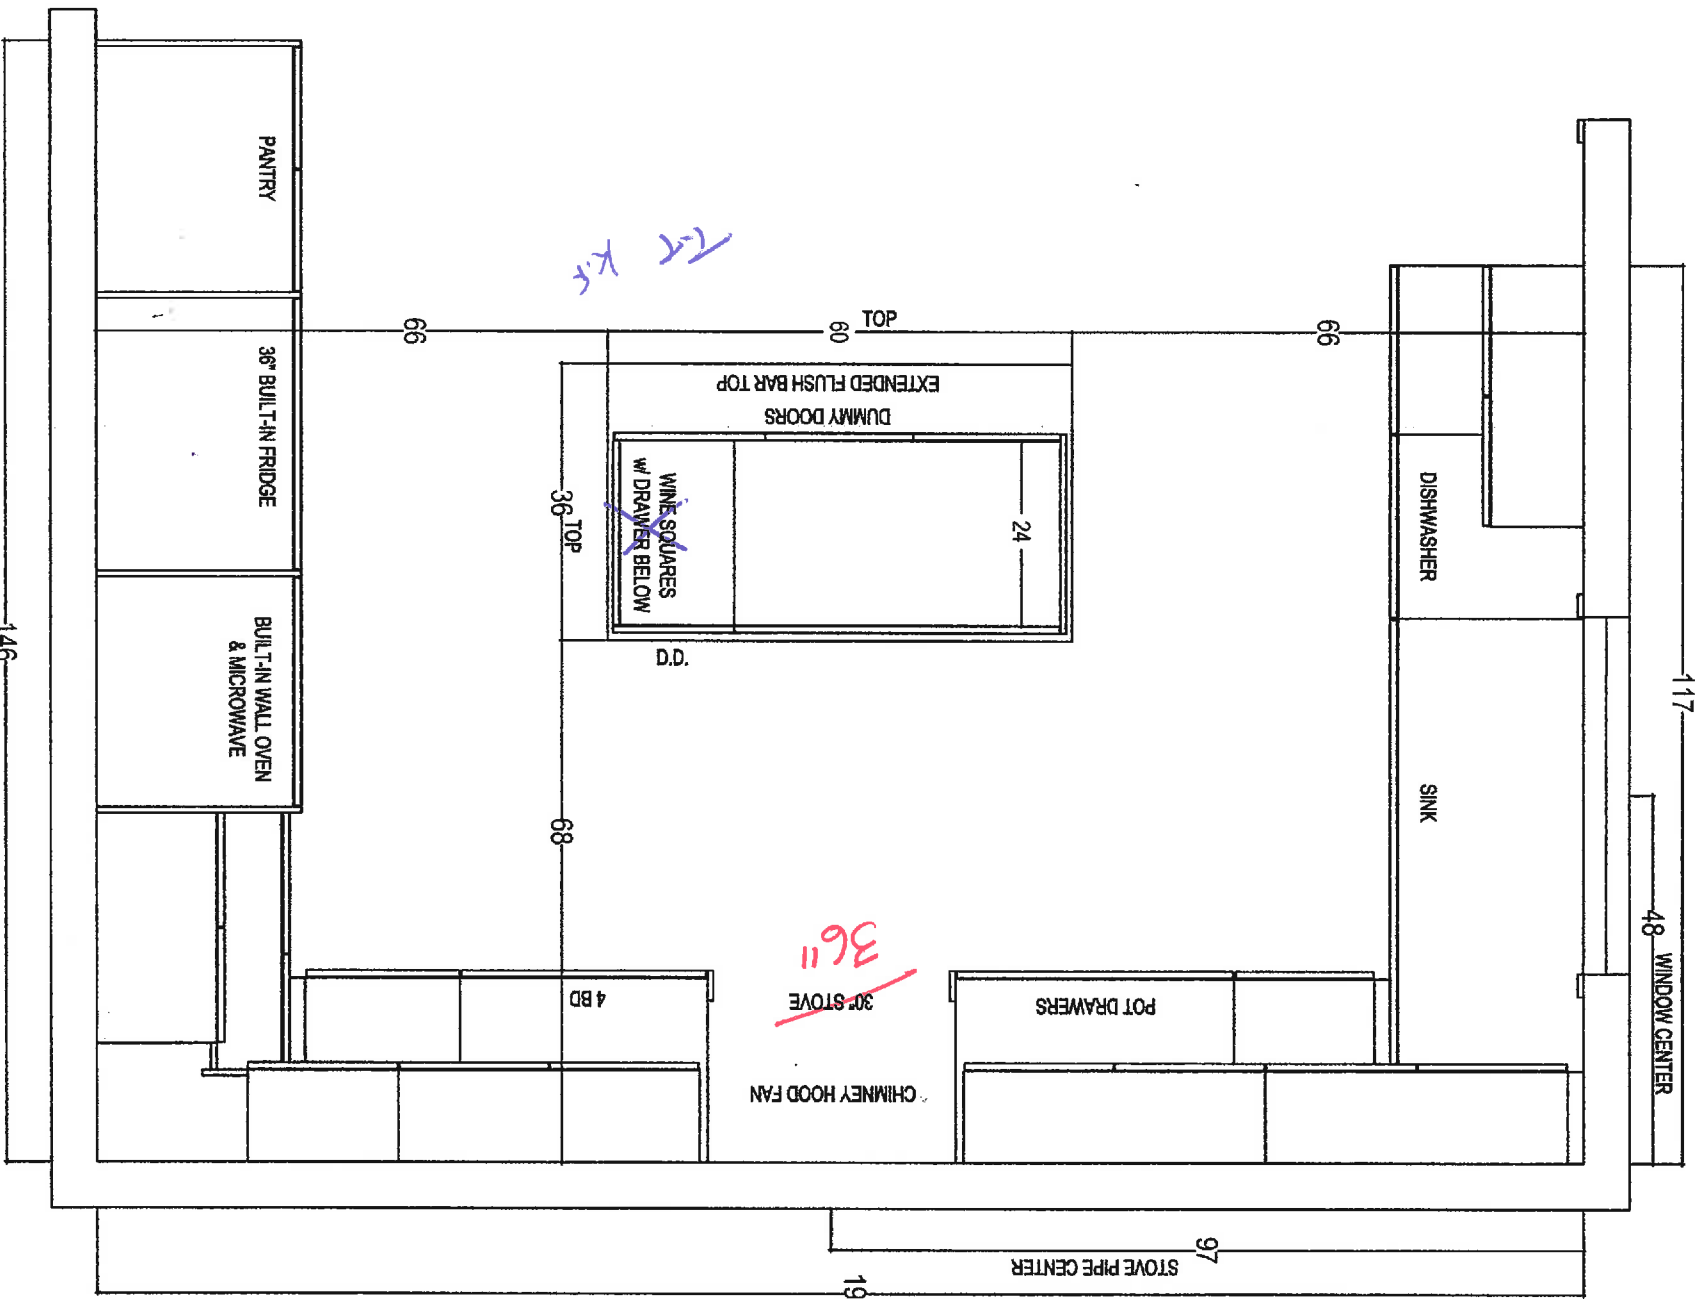 PANTRY
36" BUILT-IN FRIDGE
BUILT-IN WALL OVEN
& MICROWAVE
146
66
TOP
60
66
EXTENDED FLUSH BAR TOP
DUMMY DOORS
WINE SQUARES
w/ DRAWER BELOW
24
36
TOP
D.D.
68
DISHWASHER
SINK
117
48
WINDOW CENTER
36"
30" STOVE
4 BD
POT DRAWERS
CHIMNEY HOOD FAN
97
STOVE PIPE CENTER
19